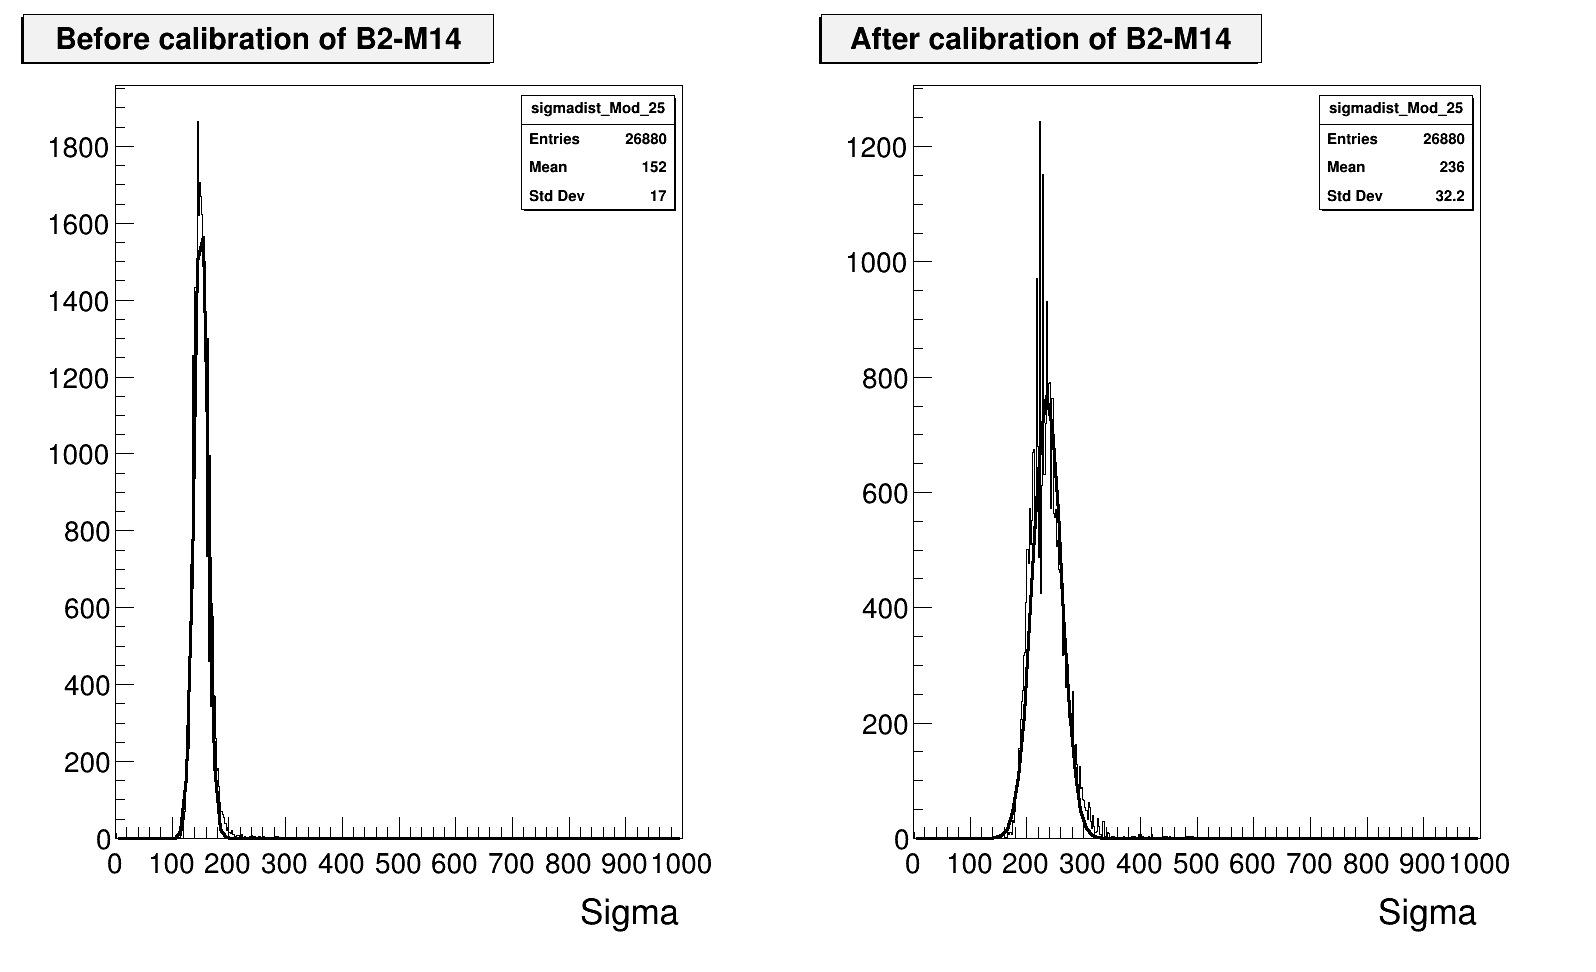 Before calibration of B2-M14
sigmadist_Mod_25
Entries 26880
Mean 152
Std Dev 17
1800
1600
1400
1200
1000
800
600
400
200
0
0 100 200 300 400 500 600 700 800 900 1000
Sigma
After calibration of B2-M14
sigmadist_Mod_25
Entries 26880
Mean 236
Std Dev 32.2
1200
1000
800
600
400
200
0
0 100 200 300 400 500 600 700 800 900 1000
Sigma